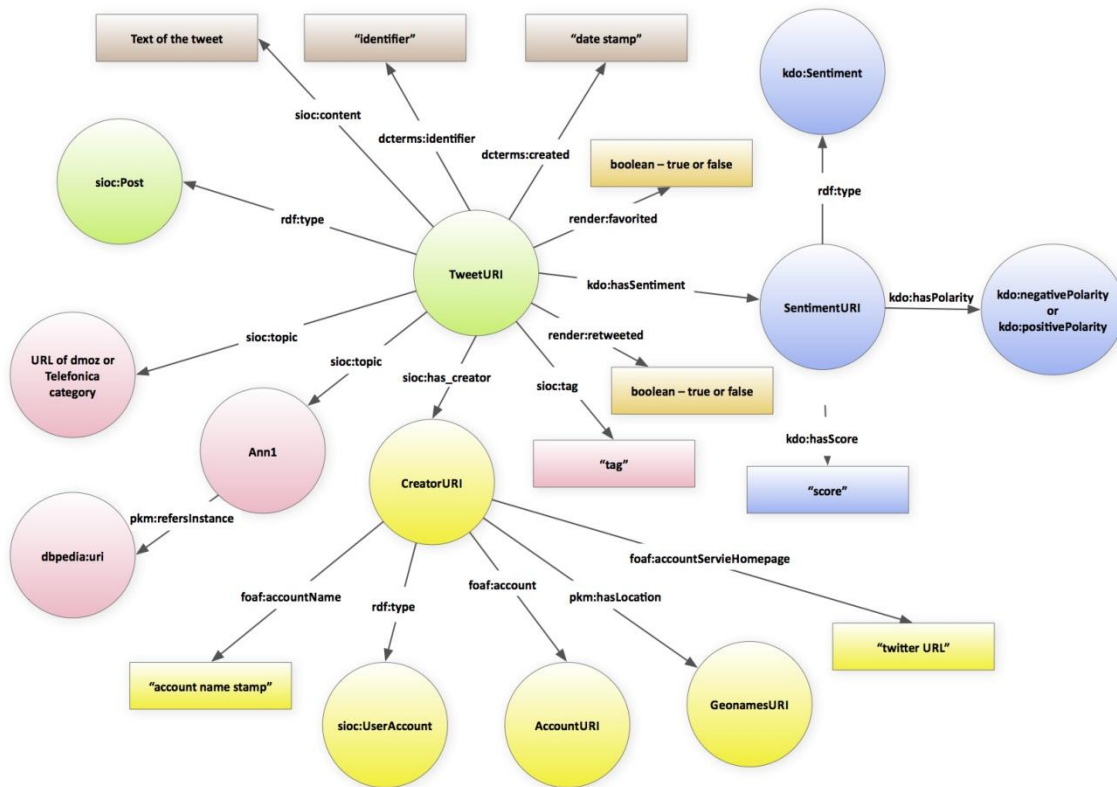 Text of the tweet
“identifier”
“date stamp”
kdo:Sentiment
sioc:content
dcterms:identifier
dcterms:created
boolean – true or false
sioc:Post
rdf:type
rdf:type
render:favorited
TweetURI
kdo:hasSentiment
SentimentURI
kdo:hasPolarity
kdo:negativePolarity
or
kdo:positivePolarity
sioc:topic
render:retweeted
URL of dmoz or
Telefonica
category
sioc:topic
sioc:has_creator
sioc:tag
boolean – true or false
kdo:hasScore
Ann1
“tag”
“score”
CreatorURI
pkm:refersInstance
dbpedia:uri
foaf:accountServieHomepage
foaf:accountName
rdf:type
foaf:account
pkm:hasLocation
“twitter URL”
“account name stamp”
sioc:UserAccount
AccountURI
GeonamesURI